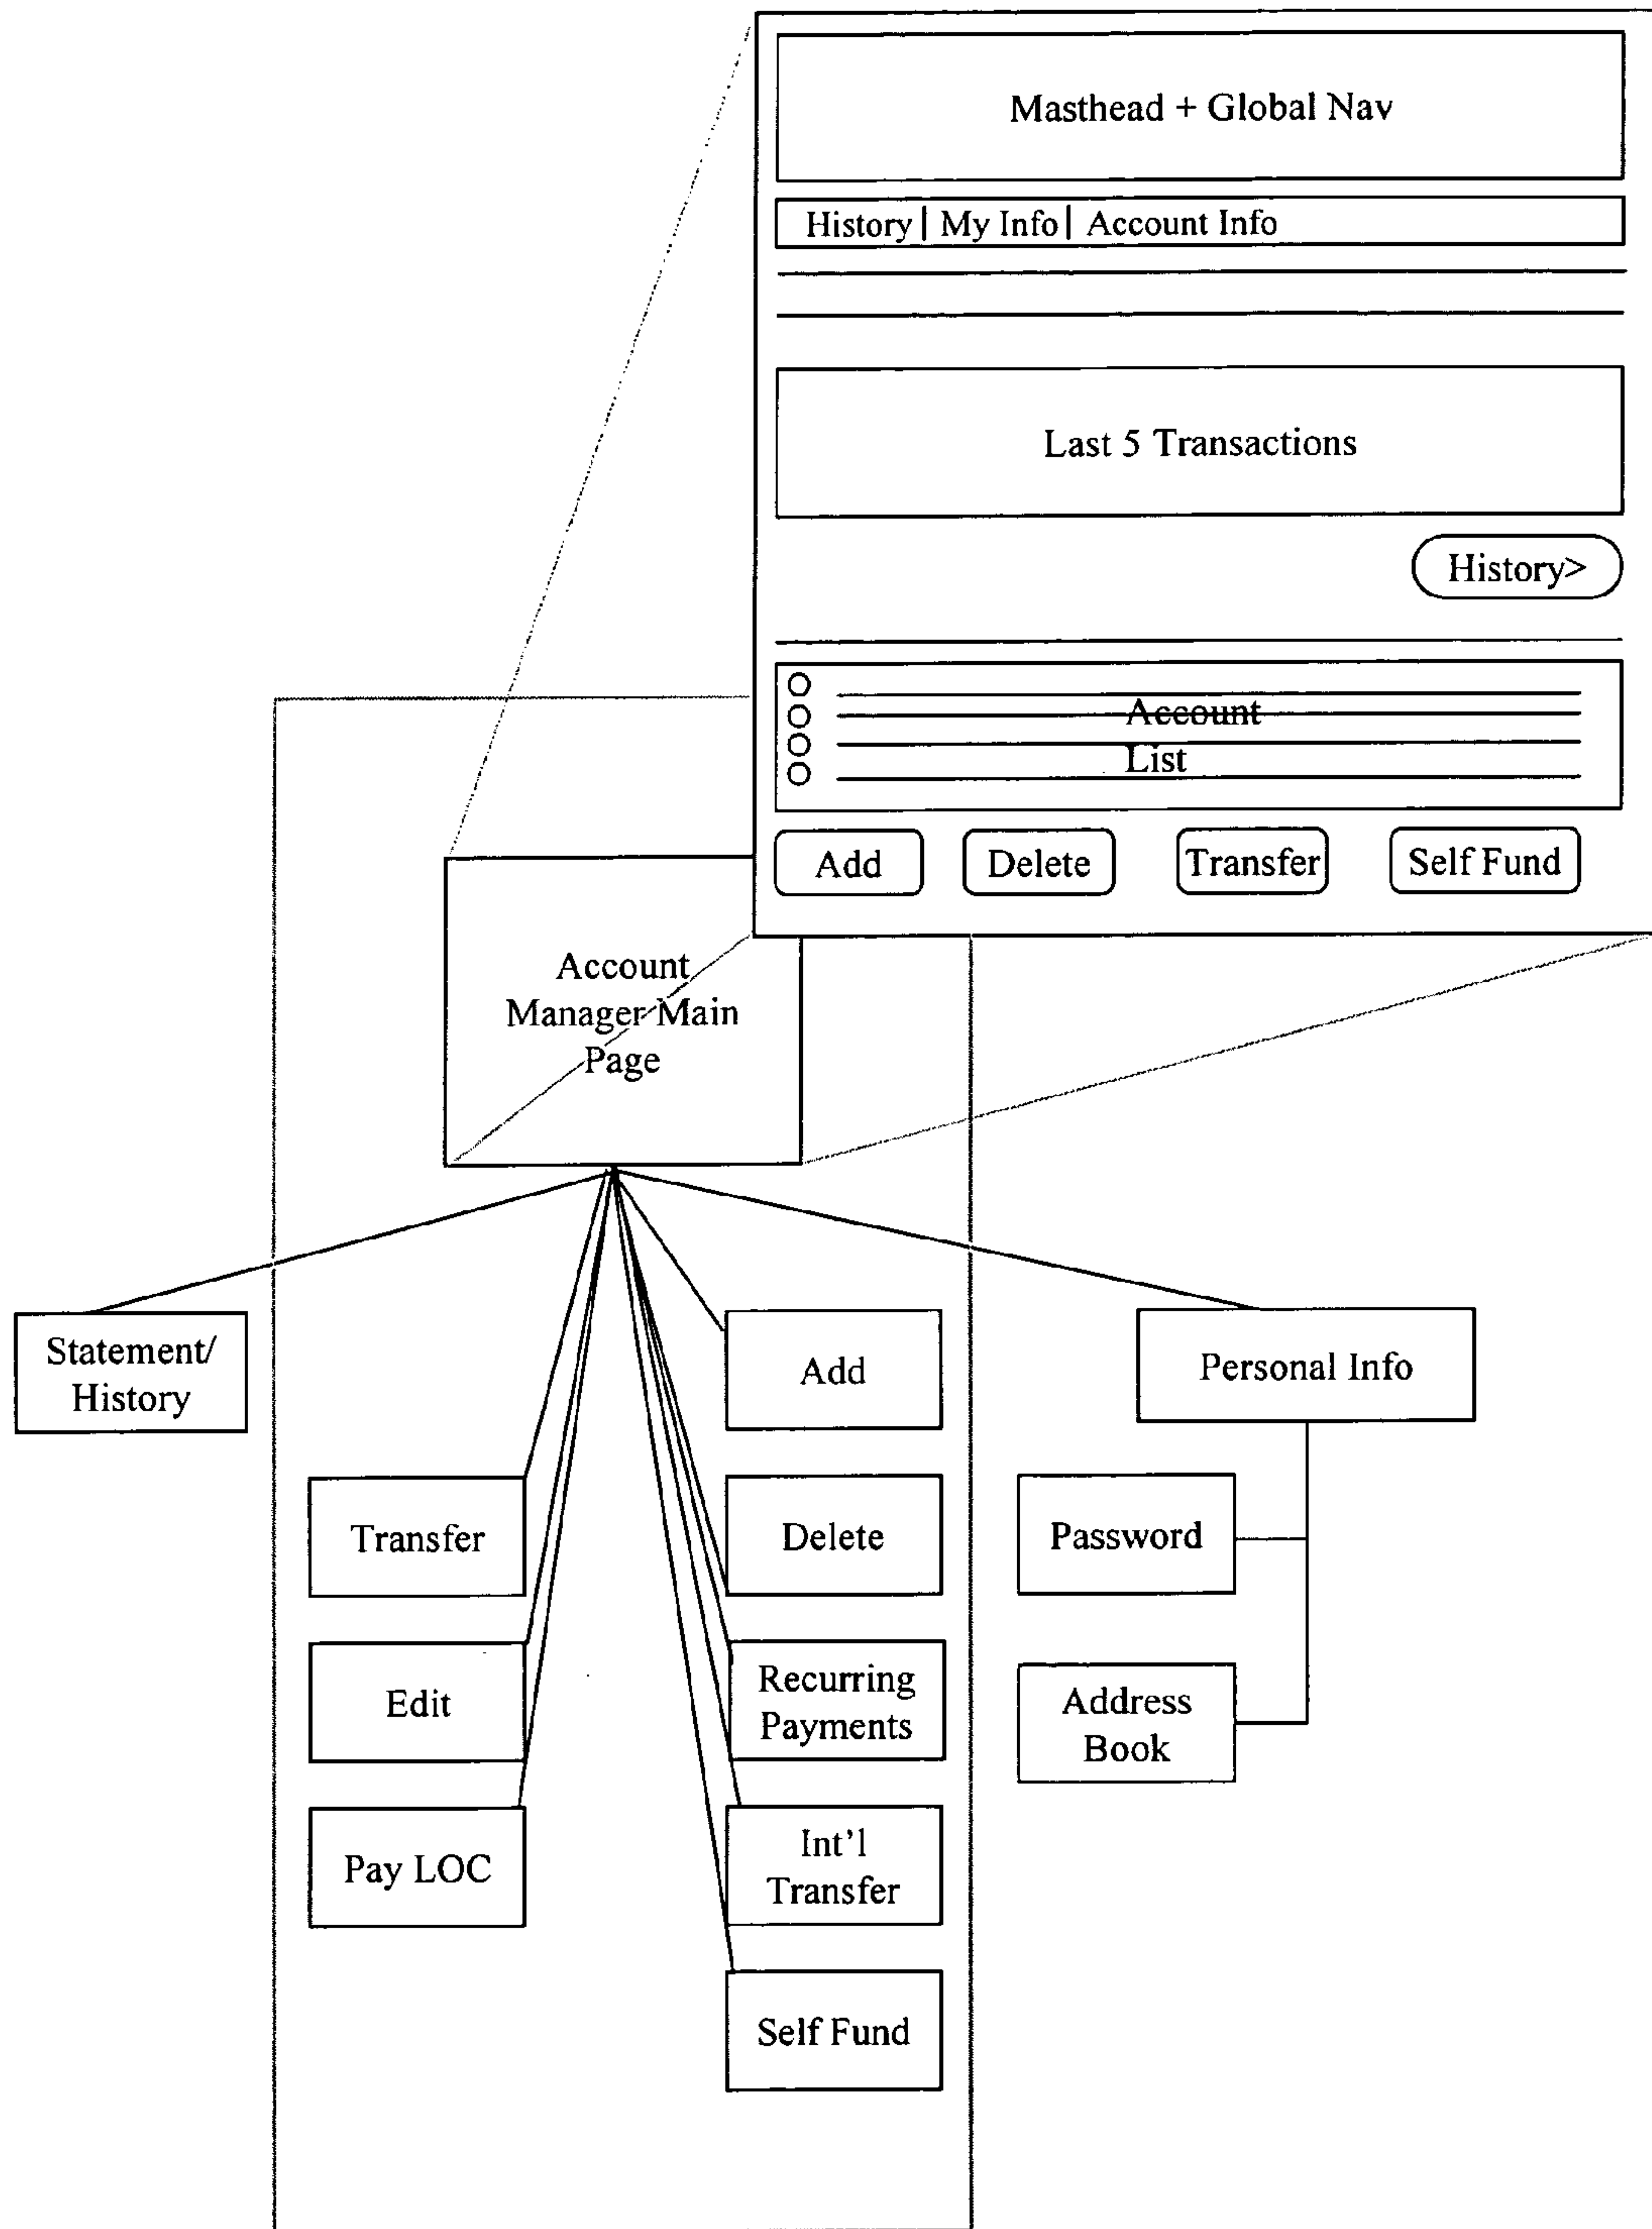 Masthead + Global Nav
History | My Info | Account Info
Last 5 Transactions
History>
Account
List
Add
Delete
Transfer
Self Fund
Account
Manager Main
Page
Statement/
History
Add
Personal Info
Transfer
Delete
Password
Edit
Recurring
Payments
Address
Book
Pay LOC
Int'l
Transfer
Self Fund